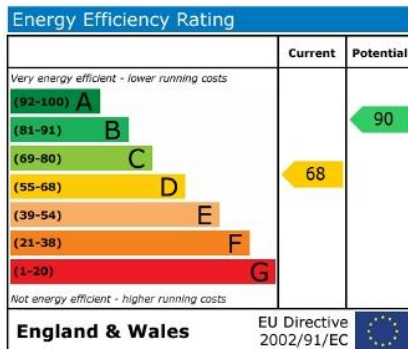 Energy Efficiency Rating
Current Potential
Very energy efficient - lower running costs
(92-100) A
(81-91) B
90
(69-80) C
(55-68) D
68
(39-54) E
(21-38) F
(1-20) G
Not energy efficient - higher running costs
England & Wales
EU Directive
2002/91/EC